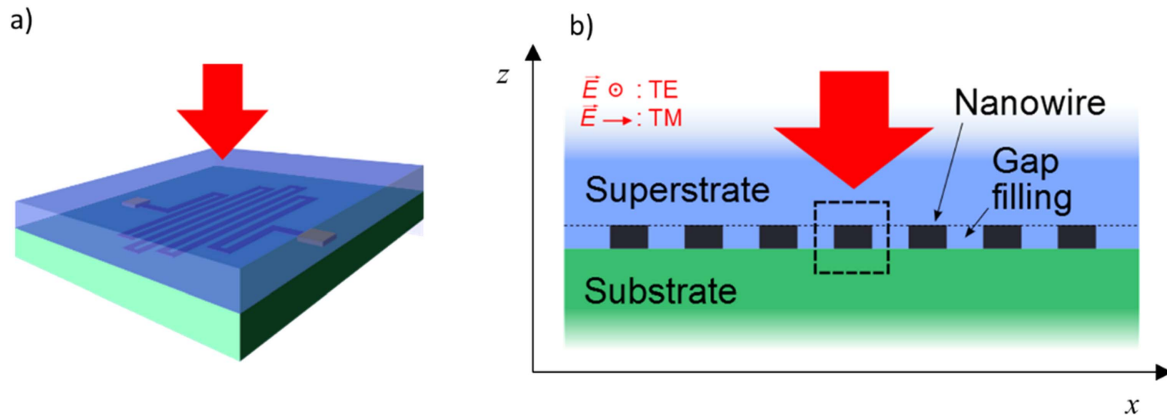 a)
b)
z
E⃗ ⊙ : TE
E⃗ → : TM
Nanowire
Gap
filling
Superstrate
Substrate
x